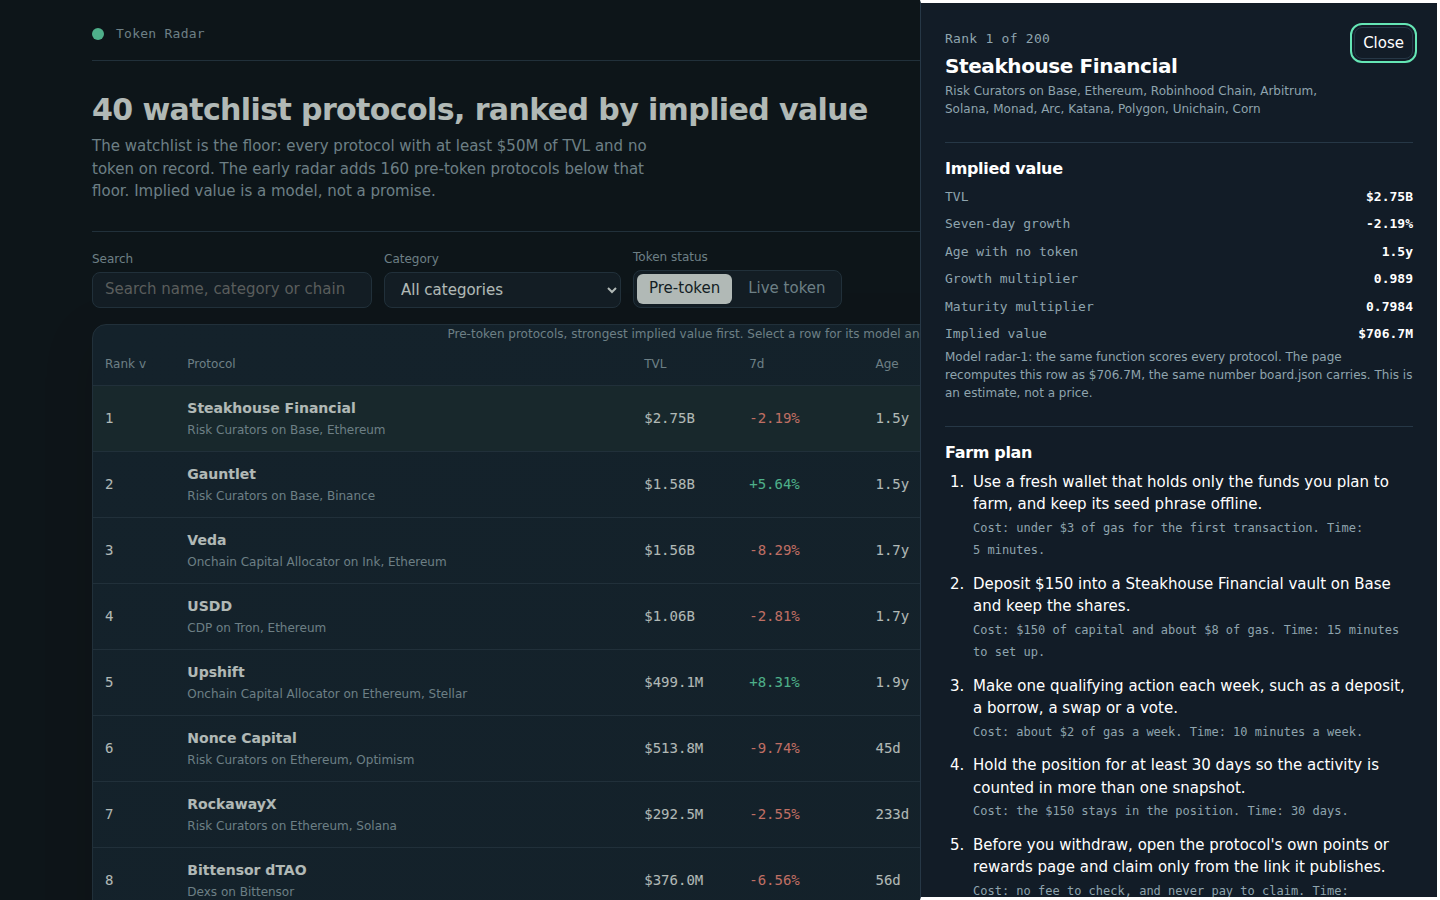 Token Radar
40 watchlist protocols, ranked by implied value
The watchlist is the floor: every protocol with at least $50M of TVL and no
token on record. The early radar adds 160 pre-token protocols below that
floor. Implied value is a model, not a promise.
Search
Category
Token status
Search name, category or chain
All categories
Pre-token
Live token
Pre-token protocols, strongest implied value first. Select a row for its model an
Rank v Protocol TVL 7d Age
1 Steakhouse Financial $2.75B -2.19% 1.5y
Risk Curators on Base, Ethereum
2 Gauntlet $1.58B +5.64% 1.5y
Risk Curators on Base, Binance
3 Veda $1.56B -8.29% 1.7y
Onchain Capital Allocator on Ink, Ethereum
4 USDD $1.06B -2.81% 1.7y
CDP on Tron, Ethereum
5 Upshift $499.1M +8.31% 1.9y
Onchain Capital Allocator on Ethereum, Stellar
6 Nonce Capital $513.8M -9.74% 45d
Risk Curators on Ethereum, Optimism
7 RockawayX $292.5M -2.55% 233d
Risk Curators on Ethereum, Solana
8 Bittensor dTAO $376.0M -6.56% 56d
Dexs on Bittensor
Rank 1 of 200
Close
Steakhouse Financial
Risk Curators on Base, Ethereum, Robinhood Chain, Arbitrum,
Solana, Monad, Arc, Katana, Polygon, Unichain, Corn
Implied value
TVL $2.75B
Seven-day growth -2.19%
Age with no token 1.5y
Growth multiplier 0.989
Maturity multiplier 0.7984
Implied value $706.7M
Model radar-1: the same function scores every protocol. The page
recomputes this row as $706.7M, the same number board.json carries. This is
an estimate, not a price.
Farm plan
1. Use a fresh wallet that holds only the funds you plan to
farm, and keep its seed phrase offline.
Cost: under $3 of gas for the first transaction. Time:
5 minutes.
2. Deposit $150 into a Steakhouse Financial vault on Base
and keep the shares.
Cost: $150 of capital and about $8 of gas. Time: 15 minutes
to set up.
3. Make one qualifying action each week, such as a deposit,
a borrow, a swap or a vote.
Cost: about $2 of gas a week. Time: 10 minutes a week.
4. Hold the position for at least 30 days so the activity is
counted in more than one snapshot.
Cost: the $150 stays in the position. Time: 30 days.
5. Before you withdraw, open the protocol's own points or
rewards page and claim only from the link it publishes.
Cost: no fee to check, and never pay to claim. Time: